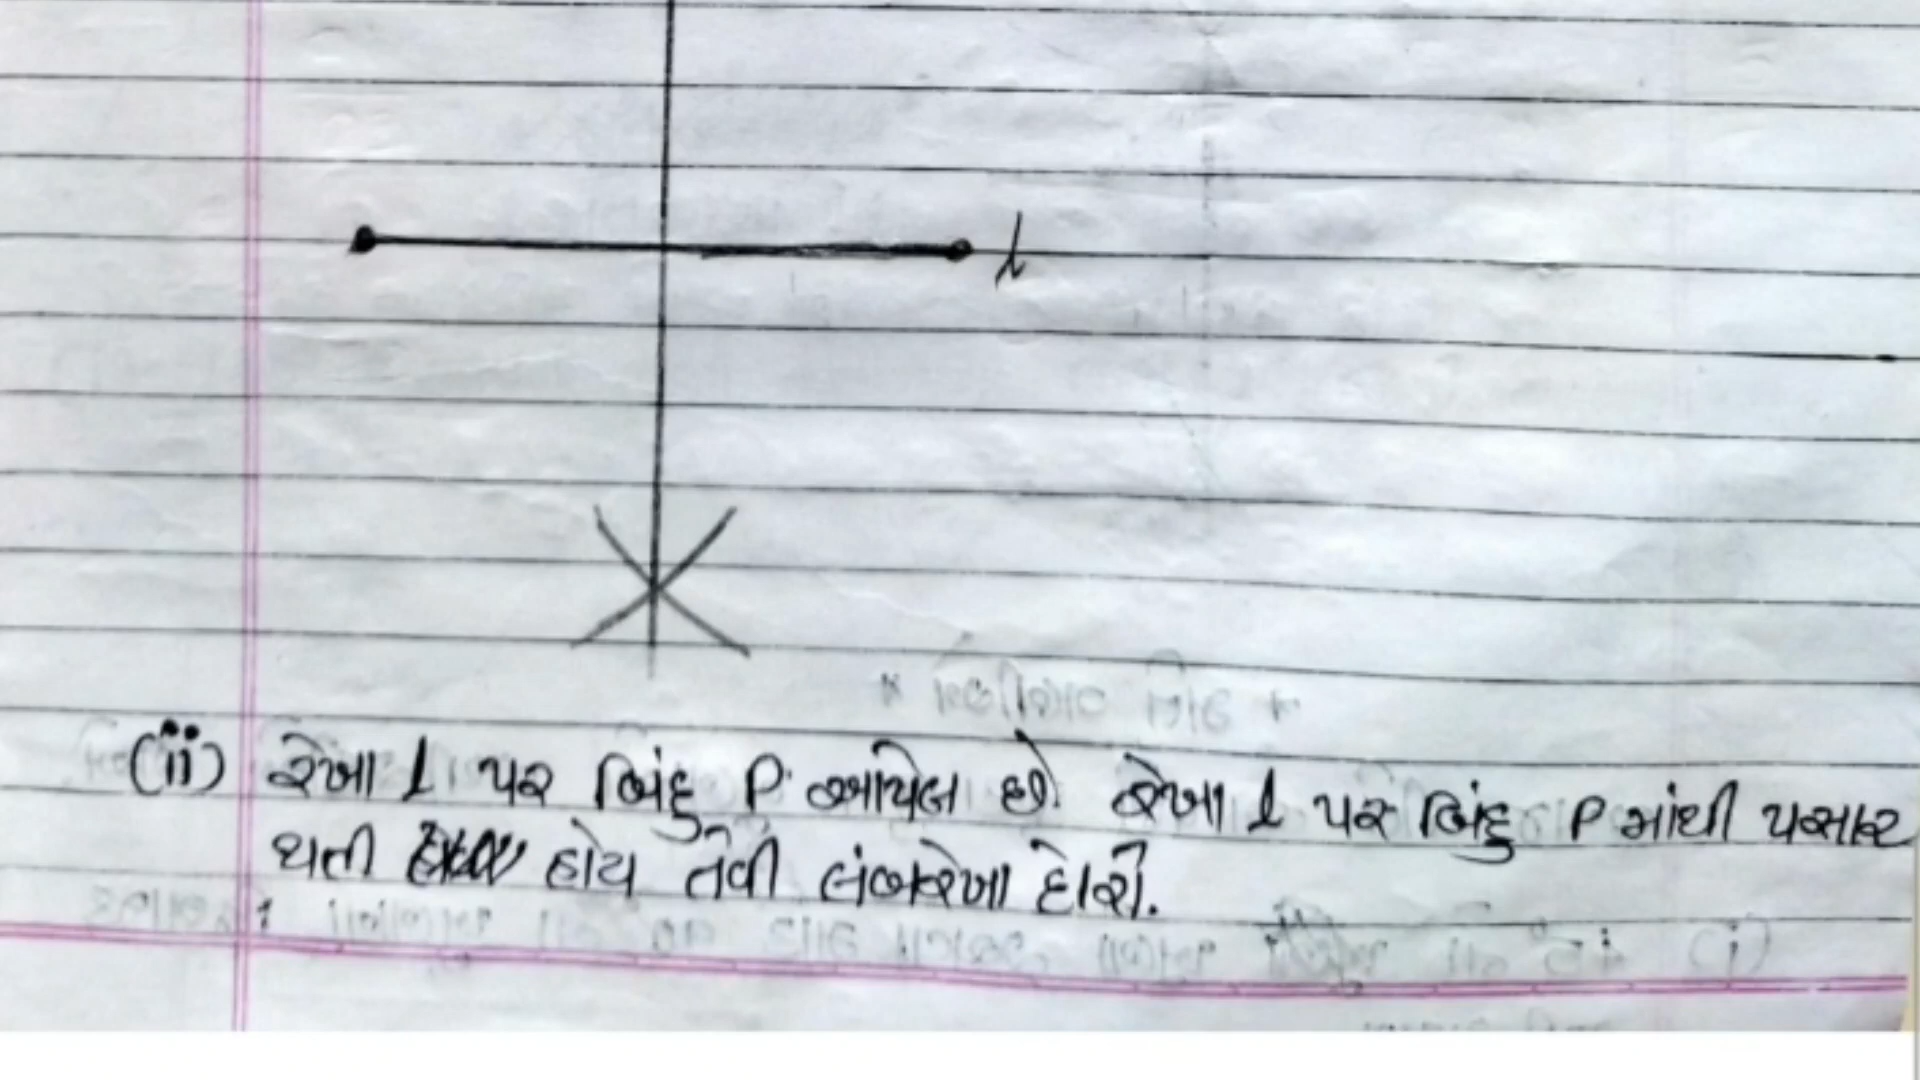 l
(ii) રેખા l પર બિંદુ P આપેલ છે. રેખા l પર બિંદુ P માંથી પસાર
થતી હોય તેવી લંબરેખા દોરો.